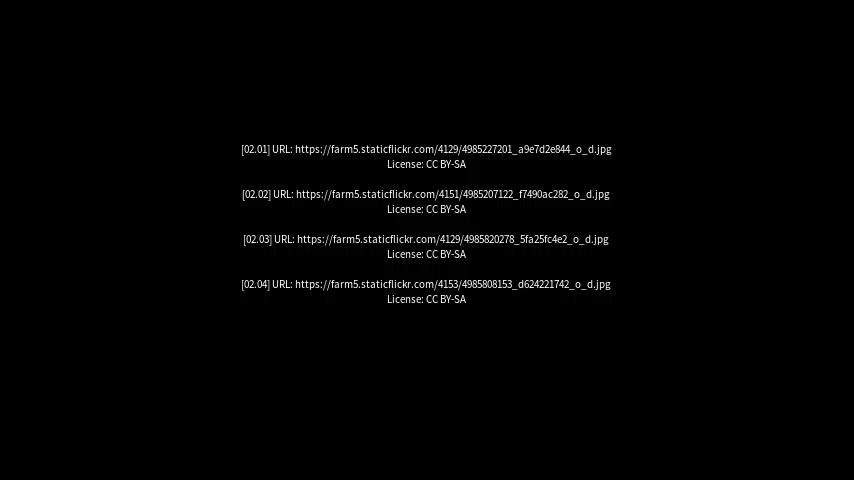 [02.01] URL: https://farm5.staticflickr.com/4129/4985227201_a9e7d2e844_o_d.jpg
License: CC BY-SA
[02.02] URL: https://farm5.staticflickr.com/4151/4985207122_f7490ac282_o_d.jpg
License: CC BY-SA
[02.03] URL: https://farm5.staticflickr.com/4129/4985820278_5fa25fc4e2_o_d.jpg
License: CC BY-SA
[02.04] URL: https://farm5.staticflickr.com/4153/4985808153_d624221742_o_d.jpg
License: CC BY-SA